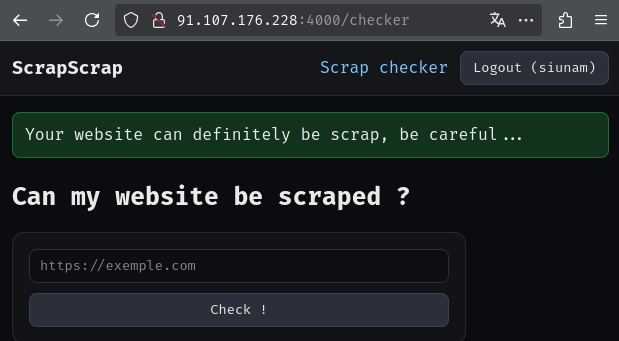 91.107.176.228:4000/checker
ScrapScrap
Scrap checker
Logout (siunam)
Your website can definitely be scrap, be careful...
Can my website be scraped ?
https://exemple.com
Check !